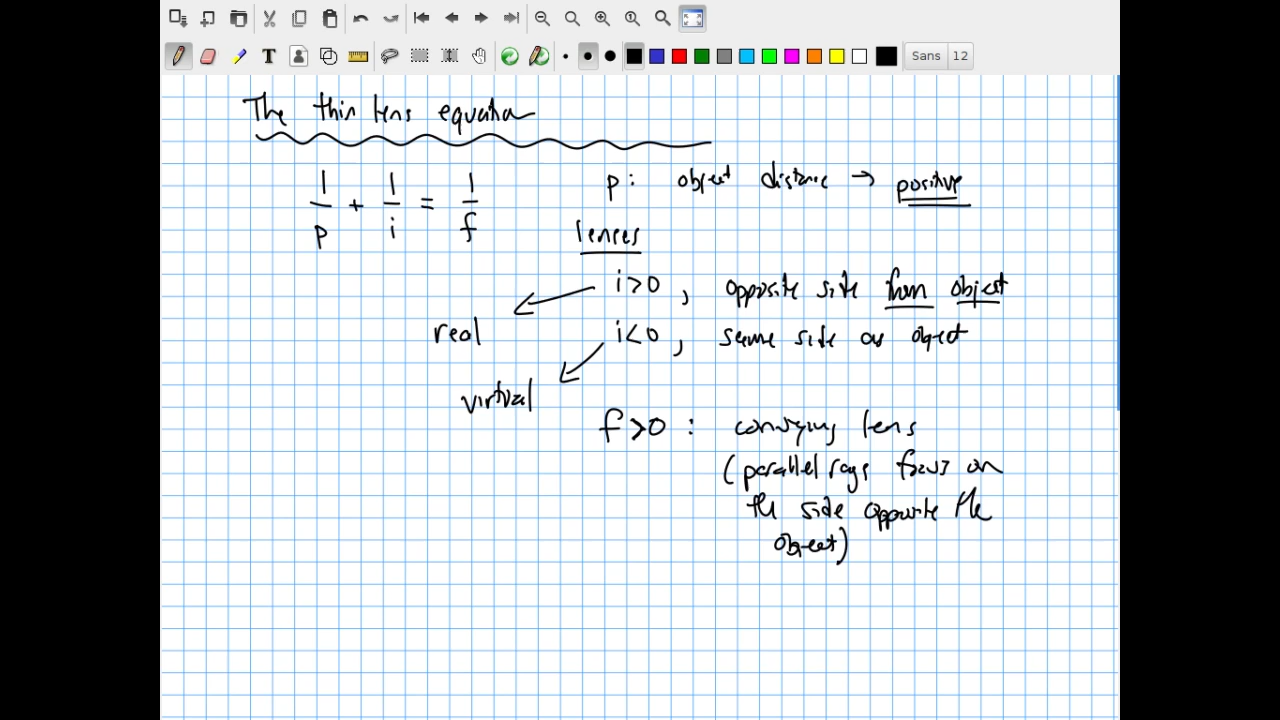 Sans 12
The thin lens equation
1/p + 1/i = 1/f
p: object distance → positive
lenses
i>0, opposite side from object
real
i<0, same side as object
virtual
f>0: converging lens
(parallel rays focus on
the side opposite the
object)